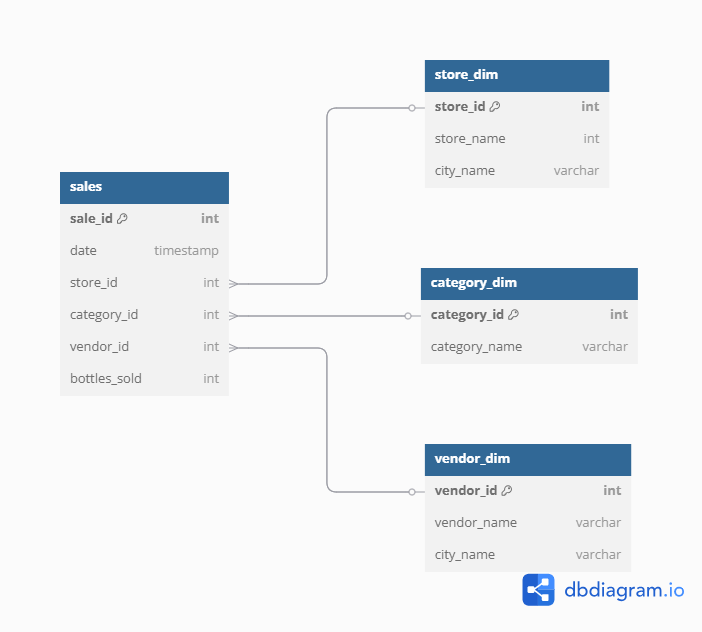 sales
sale_id int
date timestamp
store_id int
category_id int
vendor_id int
bottles_sold int
store_dim
store_id int
store_name int
city_name varchar
category_dim
category_id int
category_name varchar
vendor_dim
vendor_id int
vendor_name varchar
city_name varchar
dbdiagram.io